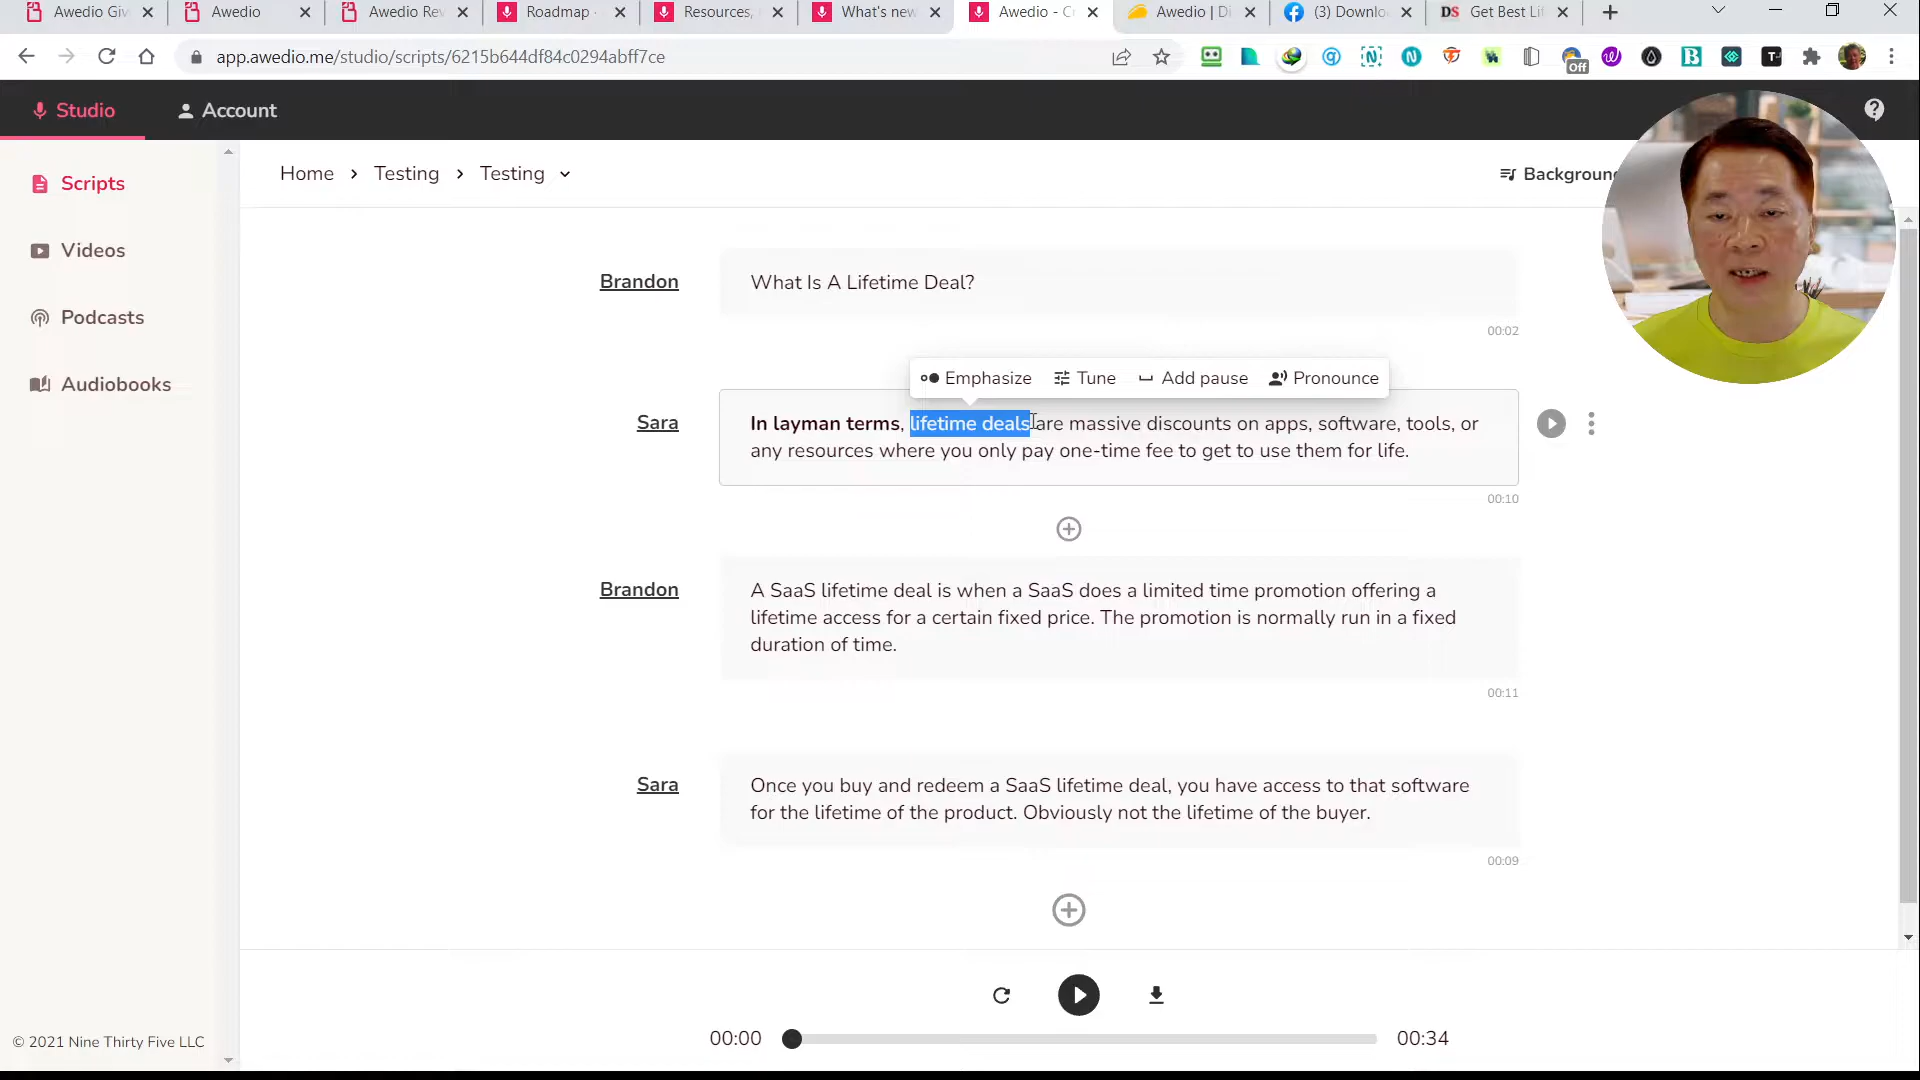 Awedio Giv
Awedio
Awedio Rev
Roadmap -
Resources,
What's new
Awedio - Cr
Awedio | Di
(3) Downlo
DS Get Best Lif
app.awedio.me/studio/scripts/6215b644df84c0294abff7ce
Off
Studio
Account
Scripts
Videos
Podcasts
Audiobooks
Home > Testing > Testing
Background
Brandon
What Is A Lifetime Deal?
00:02
Emphasize
Tune
Add pause
Pronounce
Sara
In layman terms, lifetime deals are massive discounts on apps, software, tools, or
any resources where you only pay one-time fee to get to use them for life.
00:10
Brandon
A SaaS lifetime deal is when a SaaS does a limited time promotion offering a
lifetime access for a certain fixed price. The promotion is normally run in a fixed
duration of time.
00:11
Sara
Once you buy and redeem a SaaS lifetime deal, you have access to that software
for the lifetime of the product. Obviously not the lifetime of the buyer.
00:09
00:00
00:34
© 2021 Nine Thirty Five LLC